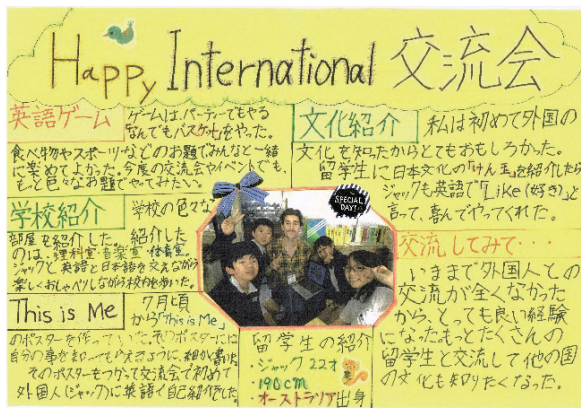 Happy International 交流会
英語ゲーム
ゲームは、パーティーでもやる
なんでもバスケットをやった。
食べ物やスポーツなどのお題でみんなと一緒
に楽めてよかった。今度の交流会やイベントでも、
もっと色々なお題でやってみたい。
学校紹介
学校の色々な
部屋を紹介した。紹介した
のは、理科室・音楽室・体育館。
ジャックと英語と日本語を交えながら
楽しくおしゃべりしながら校内を歩いた。
This is Me
7月頃
から「This is Me」
のポスターを作っていた。そのポスターには
自分の事を知ってもらえるように、細かく書いた
そのポスターをつかって交流会で初めて
外国人(ジャック)に英語で自己紹介をした。
SPECIAL
DAY!
文化紹介
私は初めて外国の
文化を知ったからとてもおもしろかった。
留学生に日本文化の「けん玉」を紹介したら
ジャックも英語で「Like(好き)」と
言って、喜んでやってくれた。
交流してみて・・・
いままで外国人との
交流が全くなかった
から、とっても良い経験
になった。もっとたくさんの
留学生と交流して他の国
の文化も知りたくなった。
留学生の紹介
・ジャック 22才
・190cm
・オーストラリア出身